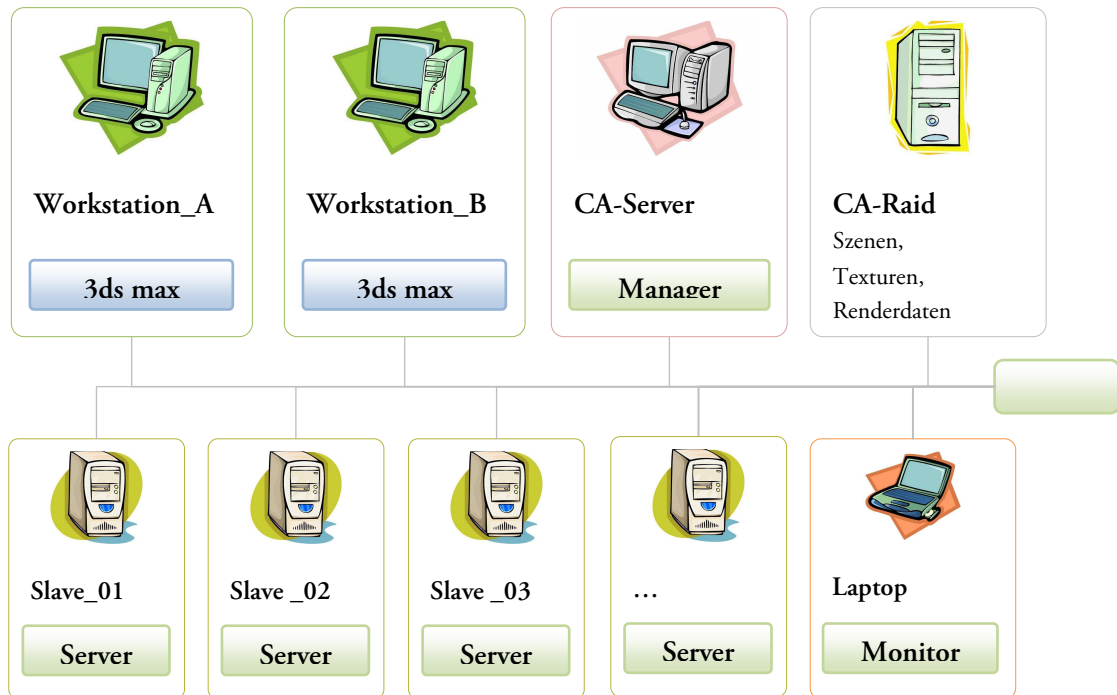 Workstation_A
3ds max
Workstation_B
3ds max
CA-Server
Manager
CA-Raid
Szenen,
Texturen,
Renderdaten
Slave_01
Server
Slave _02
Server
Slave _03
Server
...
Server
Laptop
Monitor